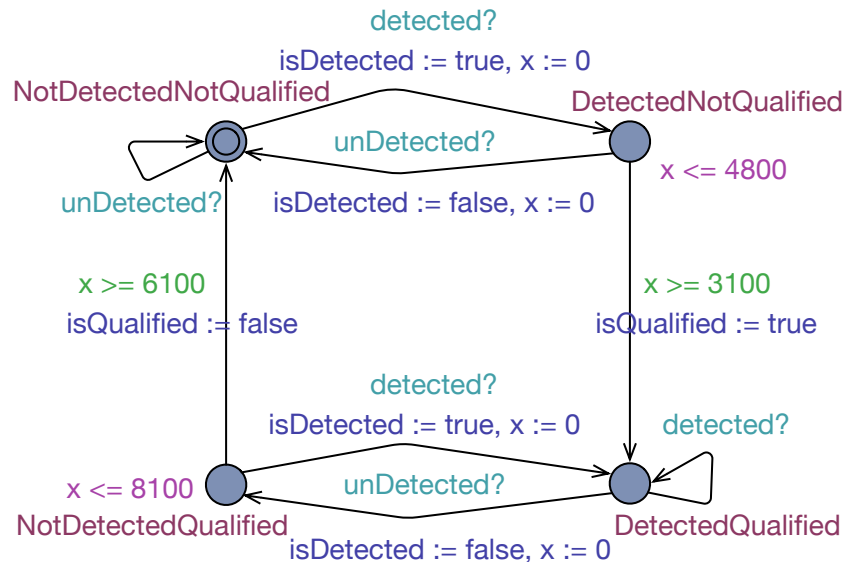 detected?
isDetected := true, x := 0
NotDetectedNotQualified
DetectedNotQualified
unDetected?
x <= 4800
unDetected?
isDetected := false, x := 0
x >= 6100
x >= 3100
isQualified := false
isQualified := true
detected?
isDetected := true, x := 0
detected?
x <= 8100
unDetected?
NotDetectedQualified
DetectedQualified
isDetected := false, x := 0